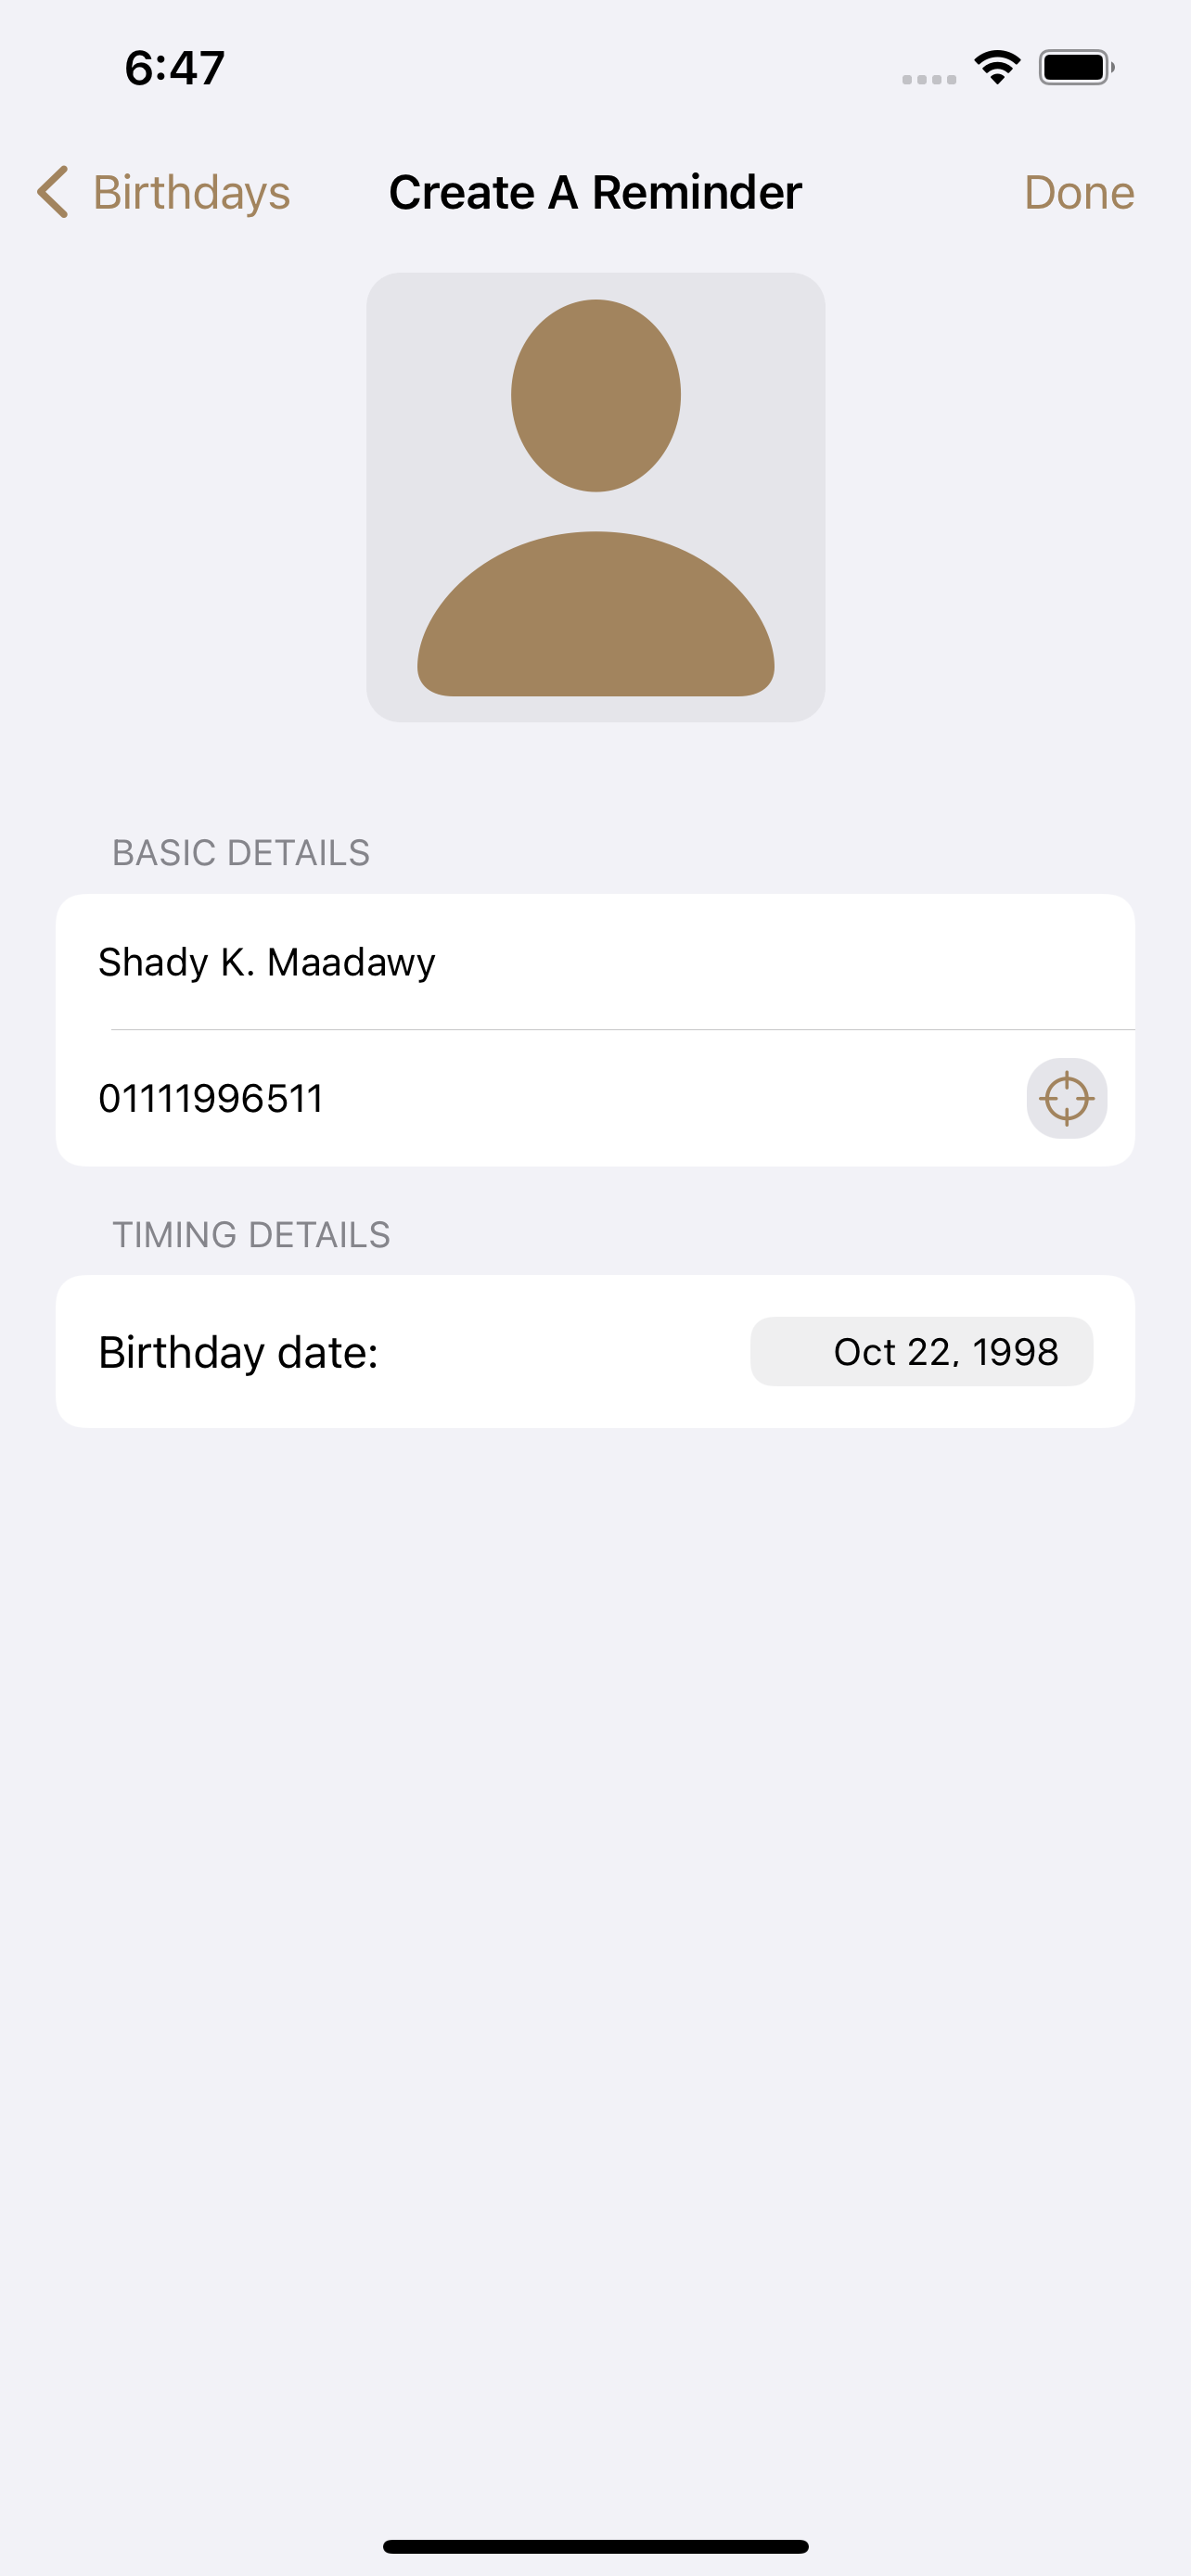 6:47
Birthdays Create A Reminder Done
BASIC DETAILS
Shady K. Maadawy
01111996511
TIMING DETAILS
Birthday date: Oct 22, 1998